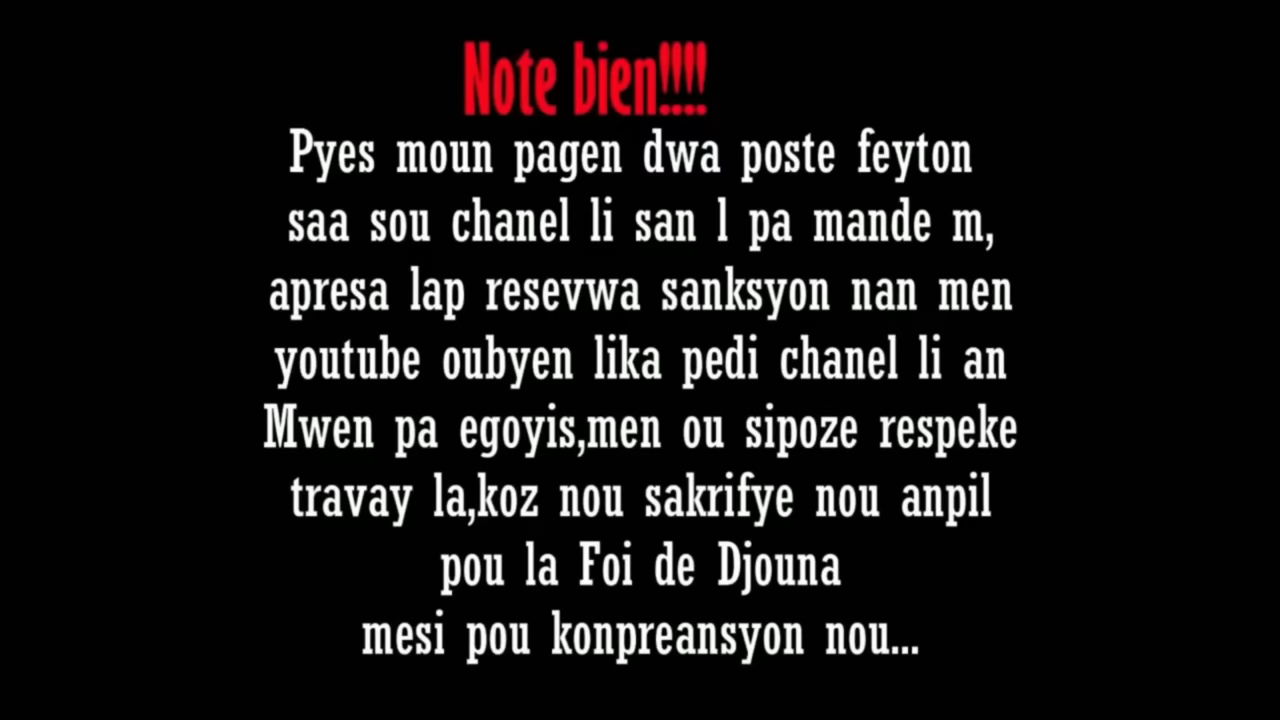 Note bien!!!!
Pyes moun pagen dwa poste feyton
saa sou chanel li san l pa mande m,
apresa lap resevwa sanksyon nan men
youtube oubyen lika pedi chanel li an
Mwen pa egoyis,men ou sipoze respeke
travay la,koz nou sakrifye nou anpil
pou la Foi de Djouna
mesi pou konpreansyon nou...